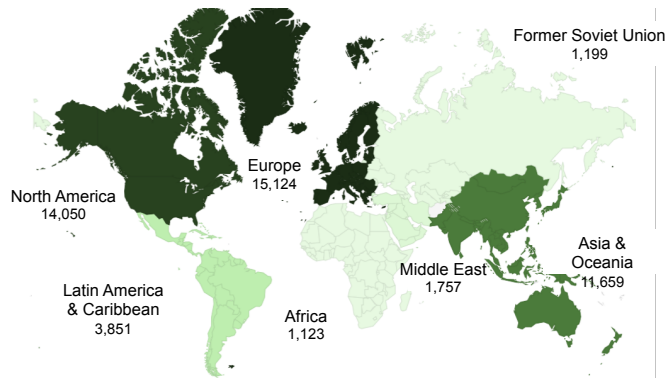 Former Soviet Union
1,199
Europe
15,124
North America
14,050
Asia &
Oceania
11,659
Middle East
1,757
Latin America
& Caribbean
3,851
Africa
1,123